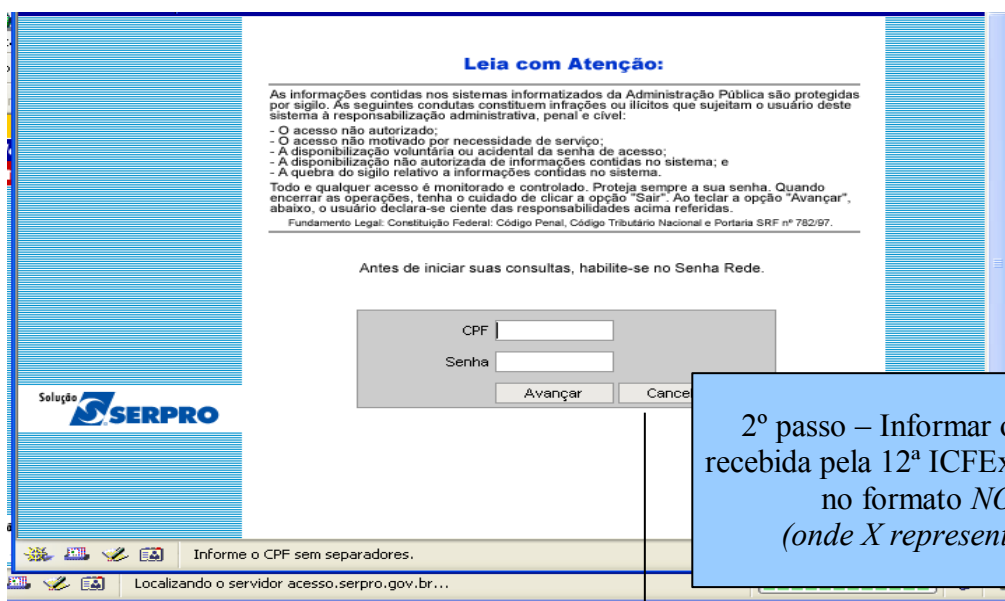 Leia com Atenção:
As informações contidas nos sistemas informatizados da Administração Pública são protegidas
por sigilo. As seguintes condutas constituem infrações ou ilícitos que sujeitam o usuário deste
sistema à responsabilização administrativa, penal e cível:
- O acesso não autorizado;
- O acesso não motivado por necessidade de serviço;
- A disponibilização voluntária ou acidental da senha de acesso;
- A disponibilização não autorizada de informações contidas no sistema; e
- A quebra do sigilo relativo a informações contidas no sistema.
Todo e qualquer acesso é monitorado e controlado. Proteja sempre a sua senha. Quando
encerrar as operações, tenha o cuidado de clicar a opção "Sair". Ao teclar a opção "Avançar",
abaixo, o usuário declara-se ciente das responsabilidades acima referidas.
Fundamento Legal: Constituição Federal: Código Penal, Código Tributário Nacional e Portaria SRF nº 782/97.
Antes de iniciar suas consultas, habilite-se no Senha Rede.
CPF
Senha
Avançar Cancel
Solução
SERPRO
2º passo – Informar
recebida pela 12ª ICFEx
no formato NO
(onde X represent
Informe o CPF sem separadores.
Localizando o servidor acesso.serpro.gov.br...